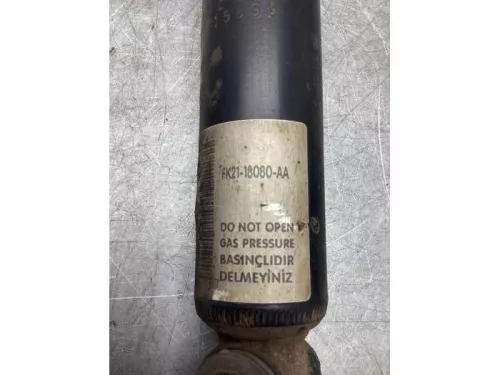 FK21-18080-AA
DO NOT OPEN
GAS PRESSURE
BASINÇLIDIR
DELMEYİNİZ